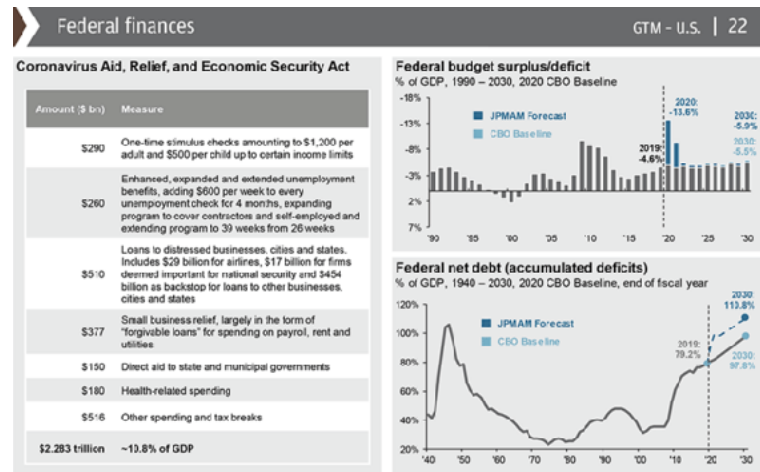 Federal finances
GTM – U.S. | 22
Coronavirus Aid, Relief, and Economic Security Act
Amount ($ bn) Measure
$290 One-time stimulus checks amounting to $1,200 per
adult and $500 per child up to certain income limits
Enhanced, expanded and extended unemployment
benefits, adding $600 per week to every
$260 unempoyment check for 4 months, expanding
program to cover contractors and self-employed and
extending program to 39 weeks from 26 weeks
Loans to distressed businesses, cities and states.
Includes $29 billion for airlines, $17 billion for firms
$510 deemed important for national security and $454
billion as backstop for loans to other businesses,
cities and states
Small business relief, largely in the form of
$377 "forgivable loans" for spending on payroll, rent and
utilities
$150 Direct aid to state and municipal governments
$180 Health-related spending
$516 Other spending and tax breaks
$2.283 trillion ~10.8% of GDP
Federal budget surplus/deficit
% of GDP, 1990 – 2030, 2020 CBO Baseline
-18%
-13%
-8%
-3%
2%
7%
JPMAM Forecast
CBO Baseline
2019:
-4.6%
2020:
-13.6%
2030:
-5.9%
2030:
-5.5%
'90 '95 '00 '05 '10 '15 '20 '25 '30
Federal net debt (accumulated deficits)
% of GDP, 1940 – 2030, 2020 CBO Baseline, end of fiscal year
120%
100%
80%
60%
40%
20%
JPMAM Forecast
CBO Baseline
2019:
79.2%
2030:
110.8%
2030:
97.8%
'40 '50 '60 '70 '80 '90 '00 '10 '20 '30